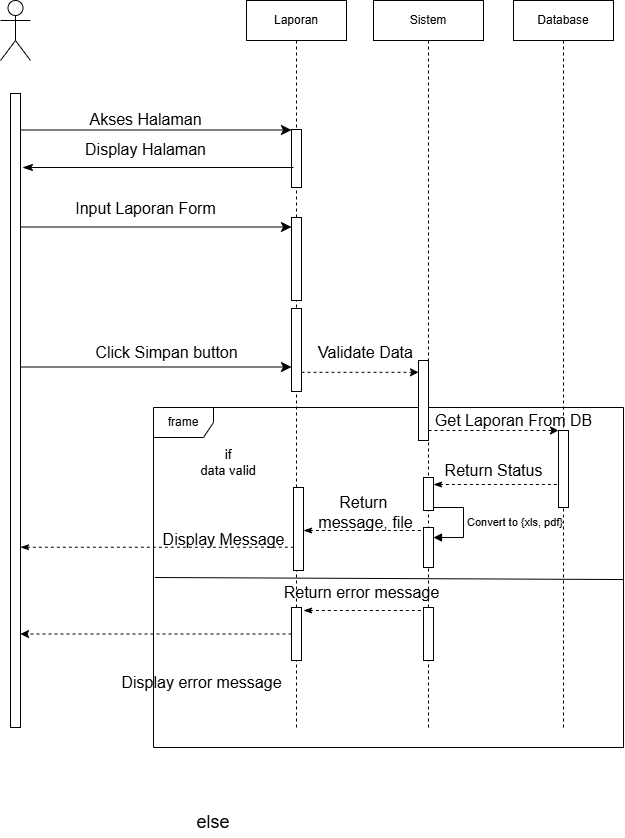 Laporan
Sistem
Database
Akses Halaman
Display Halaman
Input Laporan Form
Click Simpan button
Validate Data
frame
Get Laporan From DB
if
data valid
Return Status
Return
message, file
Convert to {xls, pdf}
Display Message
Return error message
Display error message
else